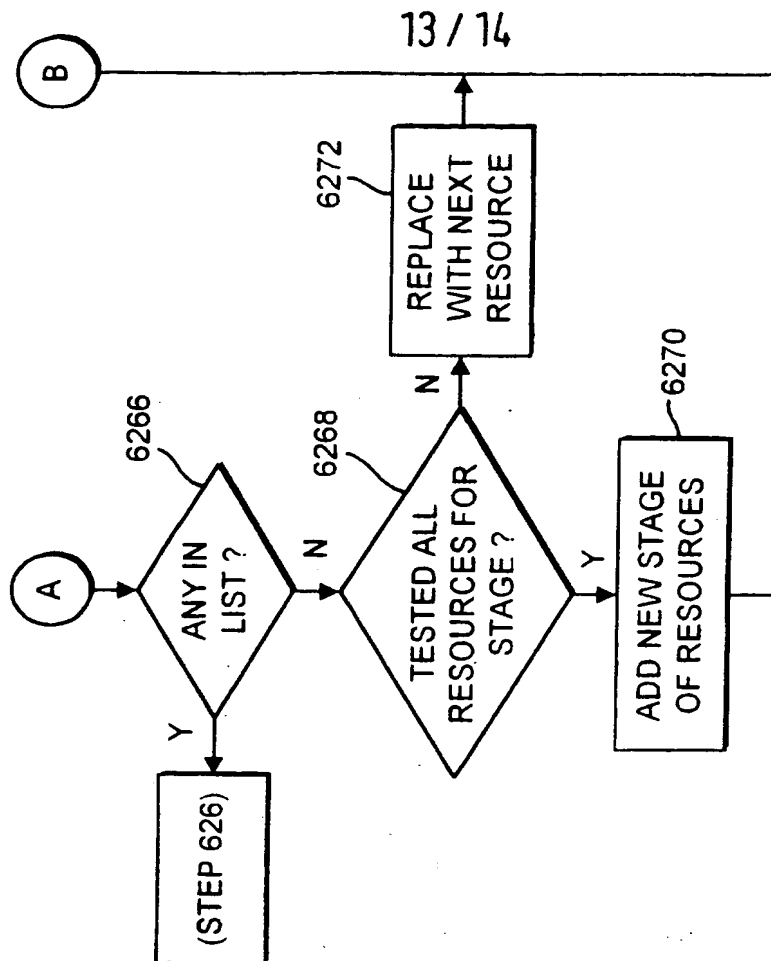 13 / 14
A
B
6266
ANY IN
LIST ?
Y
N
(STEP 626)
6268
TESTED ALL
RESOURCES FOR
STAGE ?
N
Y
6272
REPLACE
WITH NEXT
RESOURCE
6270
ADD NEW STAGE
OF RESOURCES